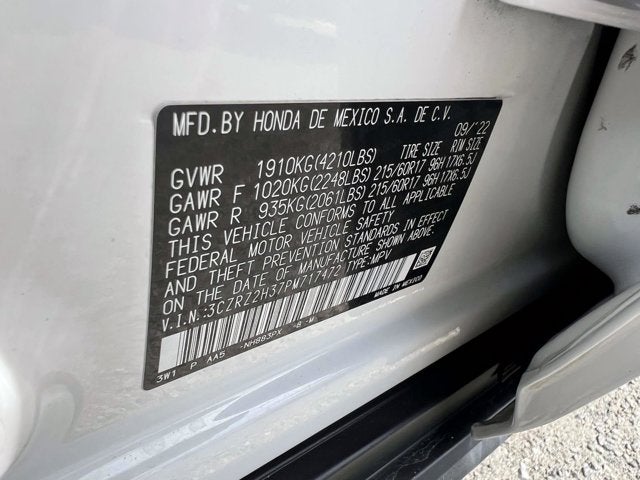 MFD. BY HONDA DE MEXICO S.A. DE C.V.
09/'22
GVWR 1910KG(4210LBS) TIRE SIZE RIM SIZE
GAWR F 1020KG(2248LBS) 215/60R17 96H 17X6.5J
GAWR R 935KG(2061LBS) 215/60R17 96H 17X6.5J
THIS VEHICLE CONFORMS TO ALL APPLICABLE
FEDERAL MOTOR VEHICLE SAFETY
AND THEFT PREVENTION STANDARDS IN EFFECT
ON THE DATE OF MANUFACTURE SHOWN ABOVE.
V.I.N.:3CZRZ2H37PM717472 TYPE:MPV
3W1 P AA5 -NH883PX -B -M MADE IN MEXICO